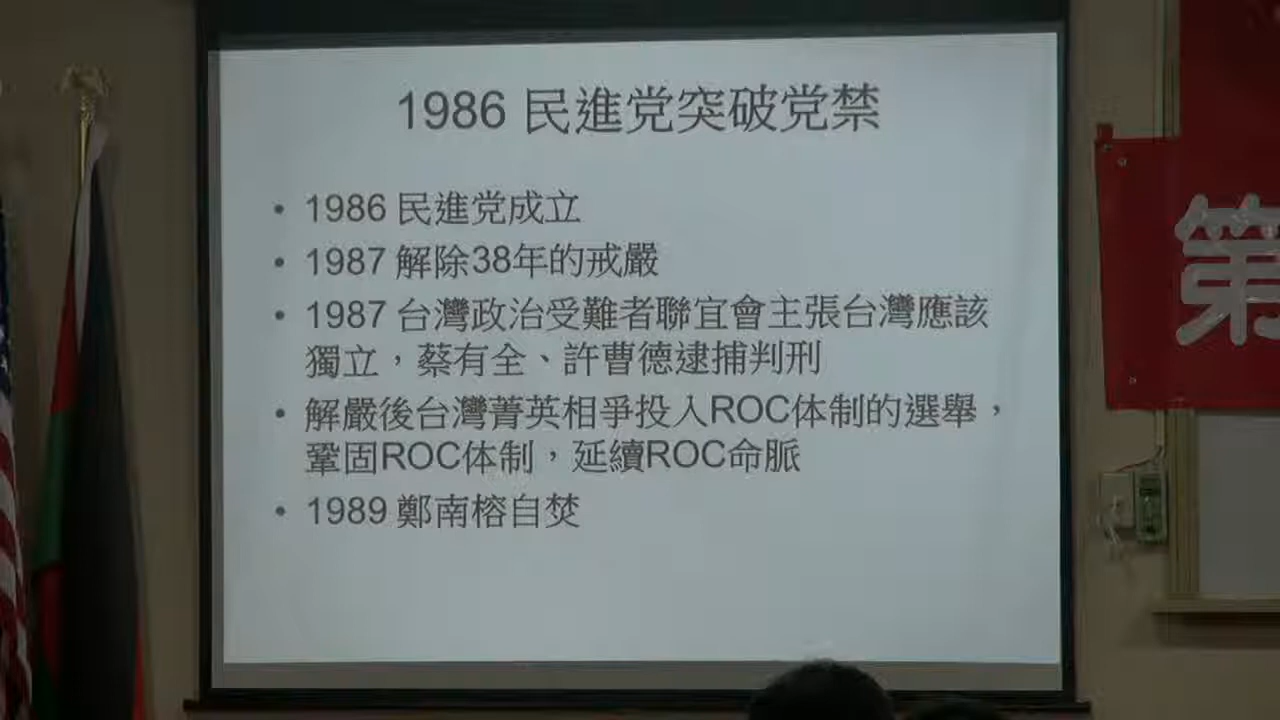 1986 民進党突破党禁
• 1986 民進党成立
• 1987 解除38年的戒嚴
• 1987 台灣政治受難者聯宜會主張台灣應該
獨立，蔡有全、許曹德逮捕判刑
• 解嚴後台灣菁英相爭投入ROC体制的選舉，
鞏固ROC体制，延續ROC命脈
• 1989 鄭南榕自焚
第